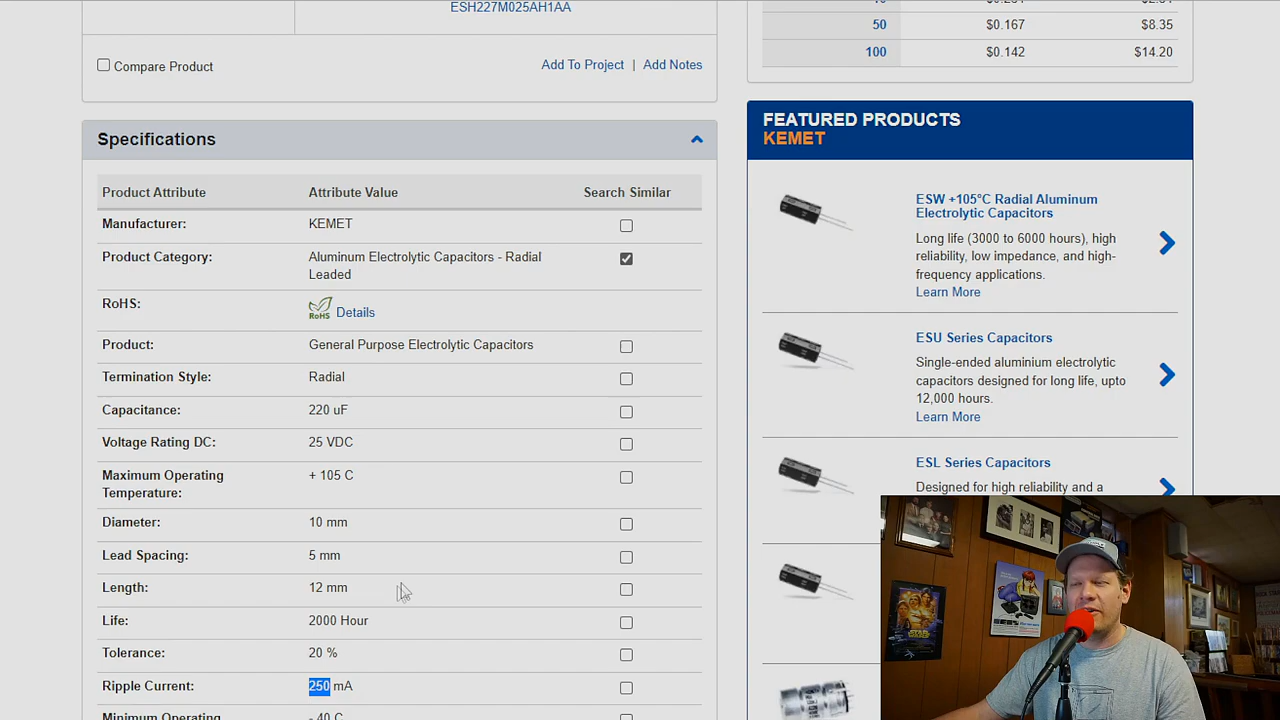 ESH227M025AH1AA
Compare Product
Add To Project | Add Notes
50 $0.167 $8.35
100 $0.142 $14.20
Specifications
Product Attribute Attribute Value Search Similar
Manufacturer: KEMET
Product Category: Aluminum Electrolytic Capacitors - Radial
Leaded
RoHS: RoHS Details
Product: General Purpose Electrolytic Capacitors
Termination Style: Radial
Capacitance: 220 uF
Voltage Rating DC: 25 VDC
Maximum Operating + 105 C
Temperature:
Diameter: 10 mm
Lead Spacing: 5 mm
Length: 12 mm
Life: 2000 Hour
Tolerance: 20 %
Ripple Current: 250 mA
Minimum Operating - 40 C
FEATURED PRODUCTS
KEMET
ESW +105°C Radial Aluminum
Electrolytic Capacitors
Long life (3000 to 6000 hours), high
reliability, low impedance, and high-
frequency applications.
Learn More
ESU Series Capacitors
Single-ended aluminium electrolytic
capacitors designed for long life, upto
12,000 hours.
Learn More
ESL Series Capacitors
Designed for high reliability and a
STAR
WARS